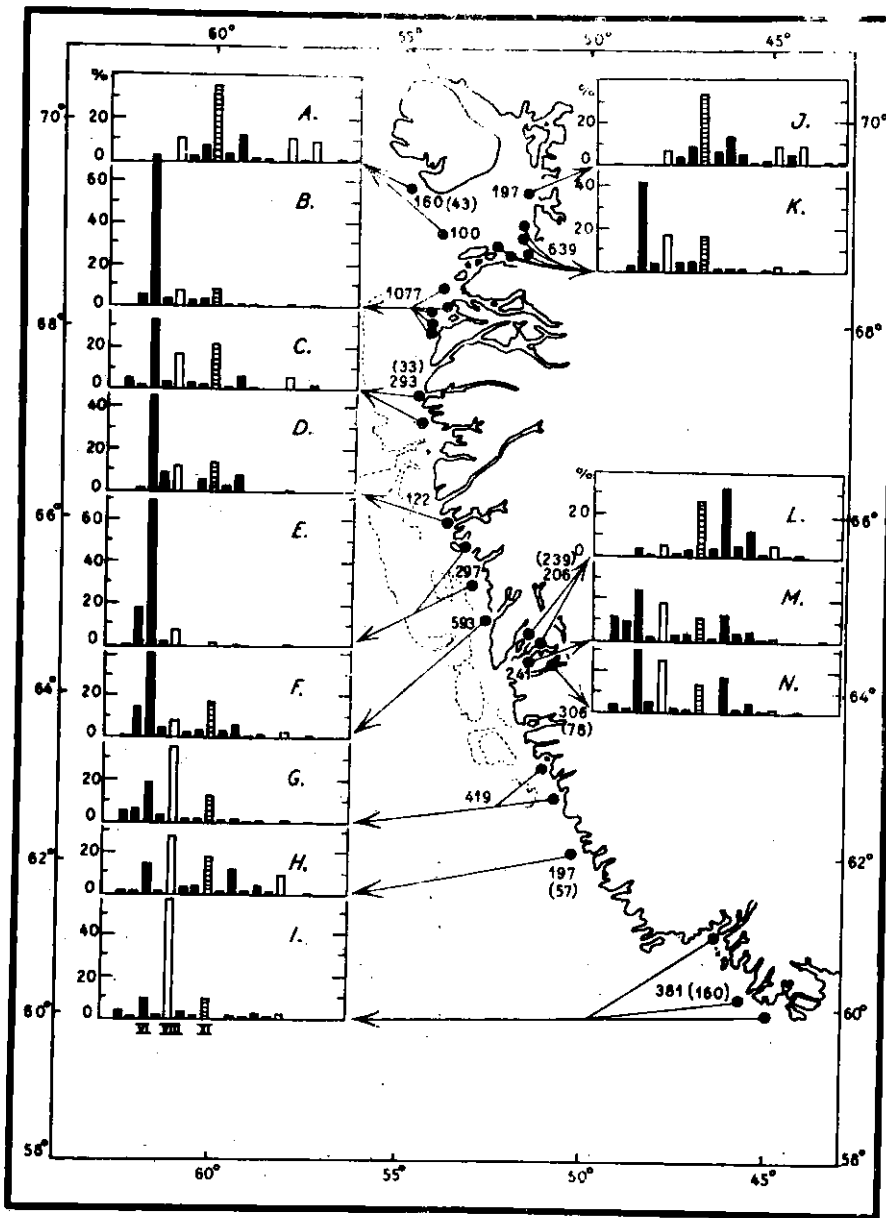 60° 55° 50° 45°
70° 70°
% 20 0 A.
60 40 20 0 B.
20 0 C.
40 20 0 D.
60 40 20 0 E.
20 0 F.
20 0 G.
20 0 H.
40 20 0 I.
VI VIII XI
% 20 0 J.
40 20 K.
20 0 L.
M.
N.
160 (43)
100
197
639
1077
(33)
293
122
297
593
(239)
206
241
306
(78)
419
197
(57)
381 (160)
68° 68°
66° 66°
64° 64°
62° 62°
60° 60°
58° 58°
60° 55° 50° 45°